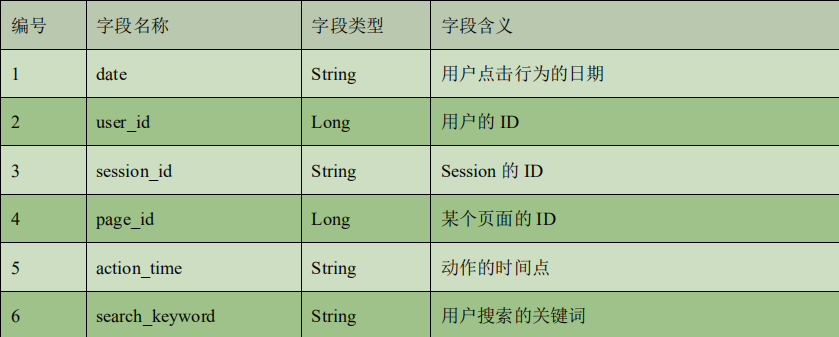 编号 字段名称 字段类型 字段含义
1 date String 用户点击行为的日期
2 user_id Long 用户的 ID
3 session_id String Session 的 ID
4 page_id Long 某个页面的 ID
5 action_time String 动作的时间点
6 search_keyword String 用户搜索的关键词